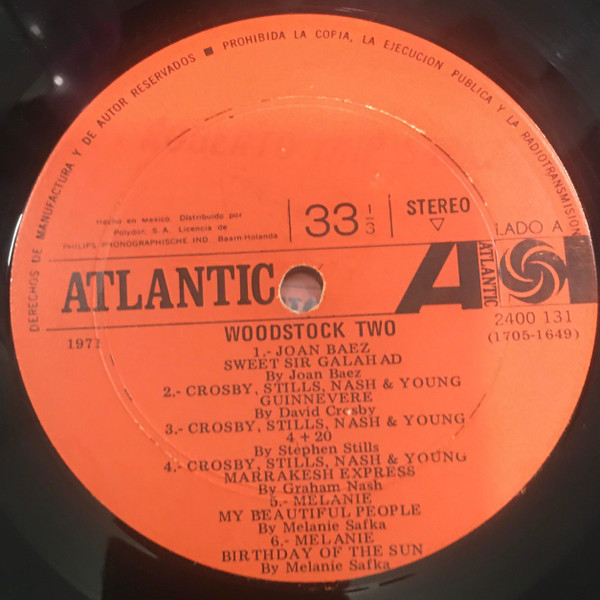 DERECHOS DE MANUFACTURA Y DE AUTOR RESERVADOS ■ PROHIBIDA LA COPIA, LA EJECUCION PUBLICA Y LA RADIOTRANSMISION
Hecho en Mexico. Distribuido por
Polydor. S.A. Licencia de
PHILIPS PHONOGRAPHISCHE IND. Baarn-Holanda
33 1/3
STEREO
LADO A
ATLANTIC
ATLANTIC
2400 131
(1705-1649)
1971
WOODSTOCK TWO
1.- JOAN BAEZ
SWEET SIR GALAHAD
By Joan Baez
2.- CROSBY, STILLS, NASH & YOUNG
GUINNEVERE
By David Crosby
3.- CROSBY, STILLS, NASH & YOUNG
4 + 20
By Stephen Stills
4.- CROSBY, STILLS, NASH & YOUNG
MARRAKESH EXPRESS
By Graham Nash
5.- MELANIE
MY BEAUTIFUL PEOPLE
By Melanie Safka
6.- MELANIE
BIRTHDAY OF THE SUN
By Melanie Safka